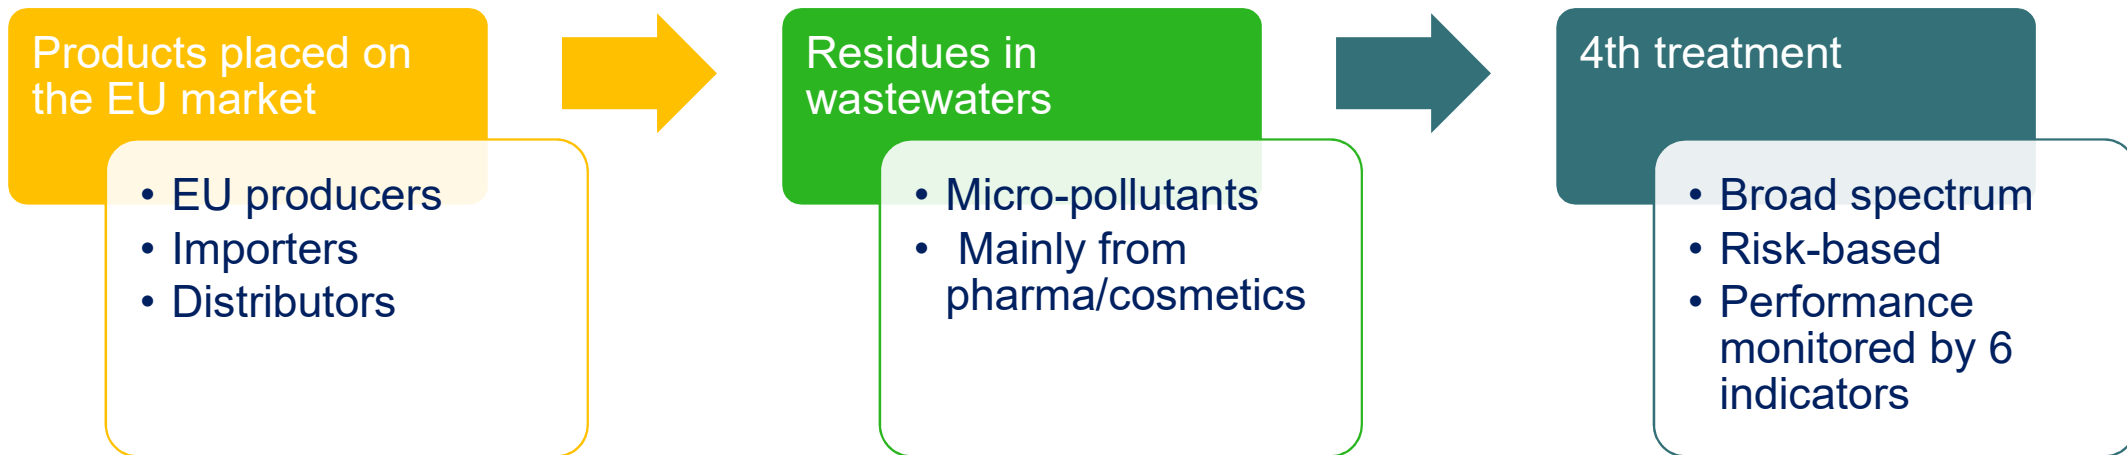 Products placed on
the EU market
• EU producers
• Importers
• Distributors
Residues in
wastewaters
• Micro-pollutants
• Mainly from
pharma/cosmetics
4th treatment
• Broad spectrum
• Risk-based
• Performance
monitored by 6
indicators